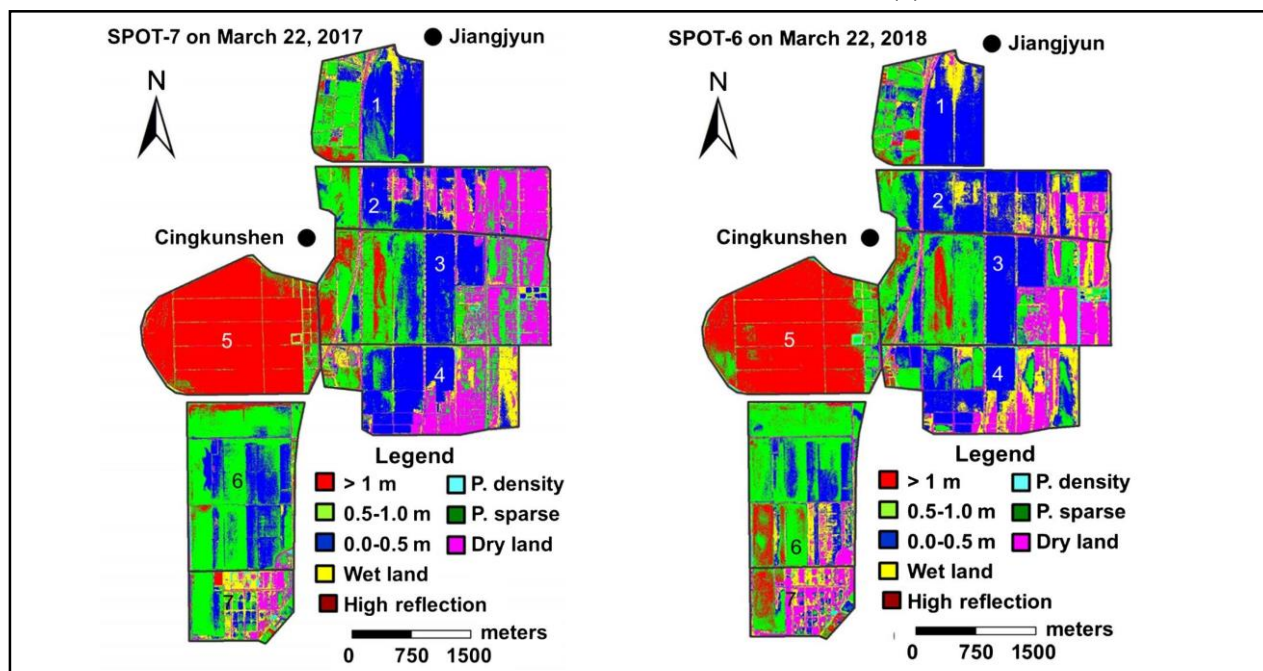 SPOT-7 on March 22, 2017
Jiangjyun
N
1
2
Cingkunshen
3
5
4
6
7
Legend
> 1 m
P. density
0.5-1.0 m
P. sparse
0.0-0.5 m
Dry land
Wet land
High reflection
meters
0 750 1500
SPOT-6 on March 22, 2018
Jiangjyun
N
1
2
Cingkunshen
3
5
4
6
7
Legend
> 1 m
P. density
0.5-1.0 m
P. sparse
0.0-0.5 m
Dry land
Wet land
High reflection
meters
0 750 1500